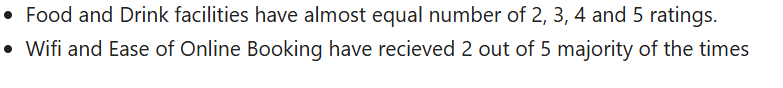 • Food and Drink facilities have almost equal number of 2, 3, 4 and 5 ratings.
• Wifi and Ease of Online Booking have recieved 2 out of 5 majority of the times